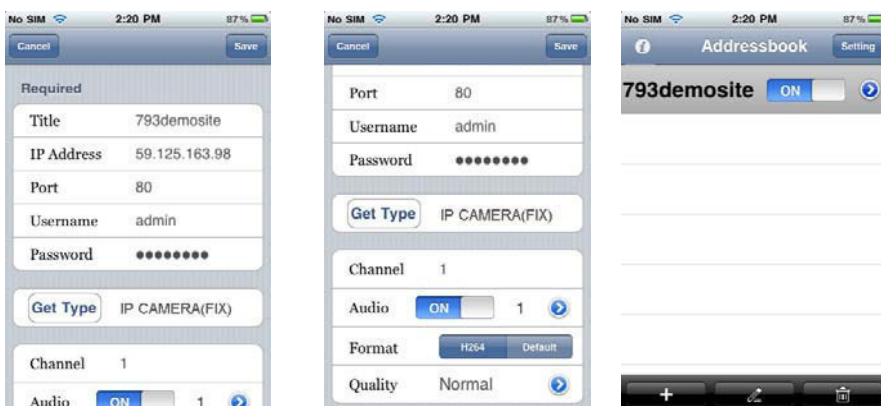 No SIM 2:20 PM 87%
Cancel Save
Required
Title 793demosite
IP Address 59.125.163.98
Port 80
Username admin
Password ●●●●●●●●
Get Type IP CAMERA(FIX)
Channel 1
Audio ON 1
No SIM 2:20 PM 87%
Cancel Save
Port 80
Username admin
Password ●●●●●●●●
Get Type IP CAMERA(FIX)
Channel 1
Audio ON 1
Format H264 Default
Quality Normal
No SIM 2:20 PM 87%
Addressbook Setting
793demosite ON